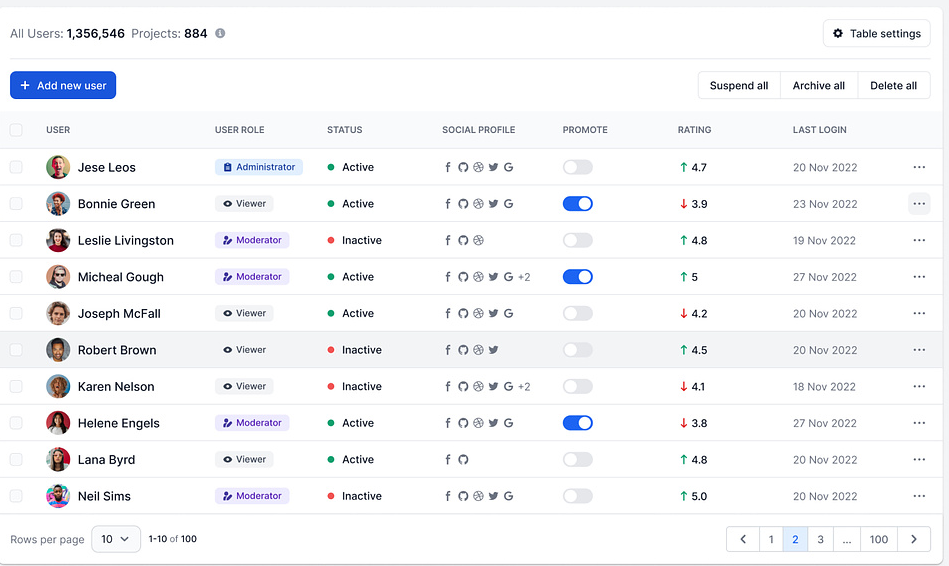 All Users: 1,356,546 Projects: 884 Table settings
Add new user Suspend all Archive all Delete all
USER USER ROLE STATUS SOCIAL PROFILE PROMOTE RATING LAST LOGIN
Jese Leos Administrator Active 4.7 20 Nov 2022
Bonnie Green Viewer Active 3.9 23 Nov 2022
Leslie Livingston Moderator Inactive 4.8 19 Nov 2022
Micheal Gough Moderator Active +2 5 27 Nov 2022
Joseph McFall Viewer Active 4.2 20 Nov 2022
Robert Brown Viewer Inactive 4.5 20 Nov 2022
Karen Nelson Viewer Inactive +2 4.1 18 Nov 2022
Helene Engels Moderator Active 3.8 27 Nov 2022
Lana Byrd Viewer Active 4.8 20 Nov 2022
Neil Sims Moderator Inactive 5.0 20 Nov 2022
Rows per page 10 1-10 of 100 1 2 3 ... 100